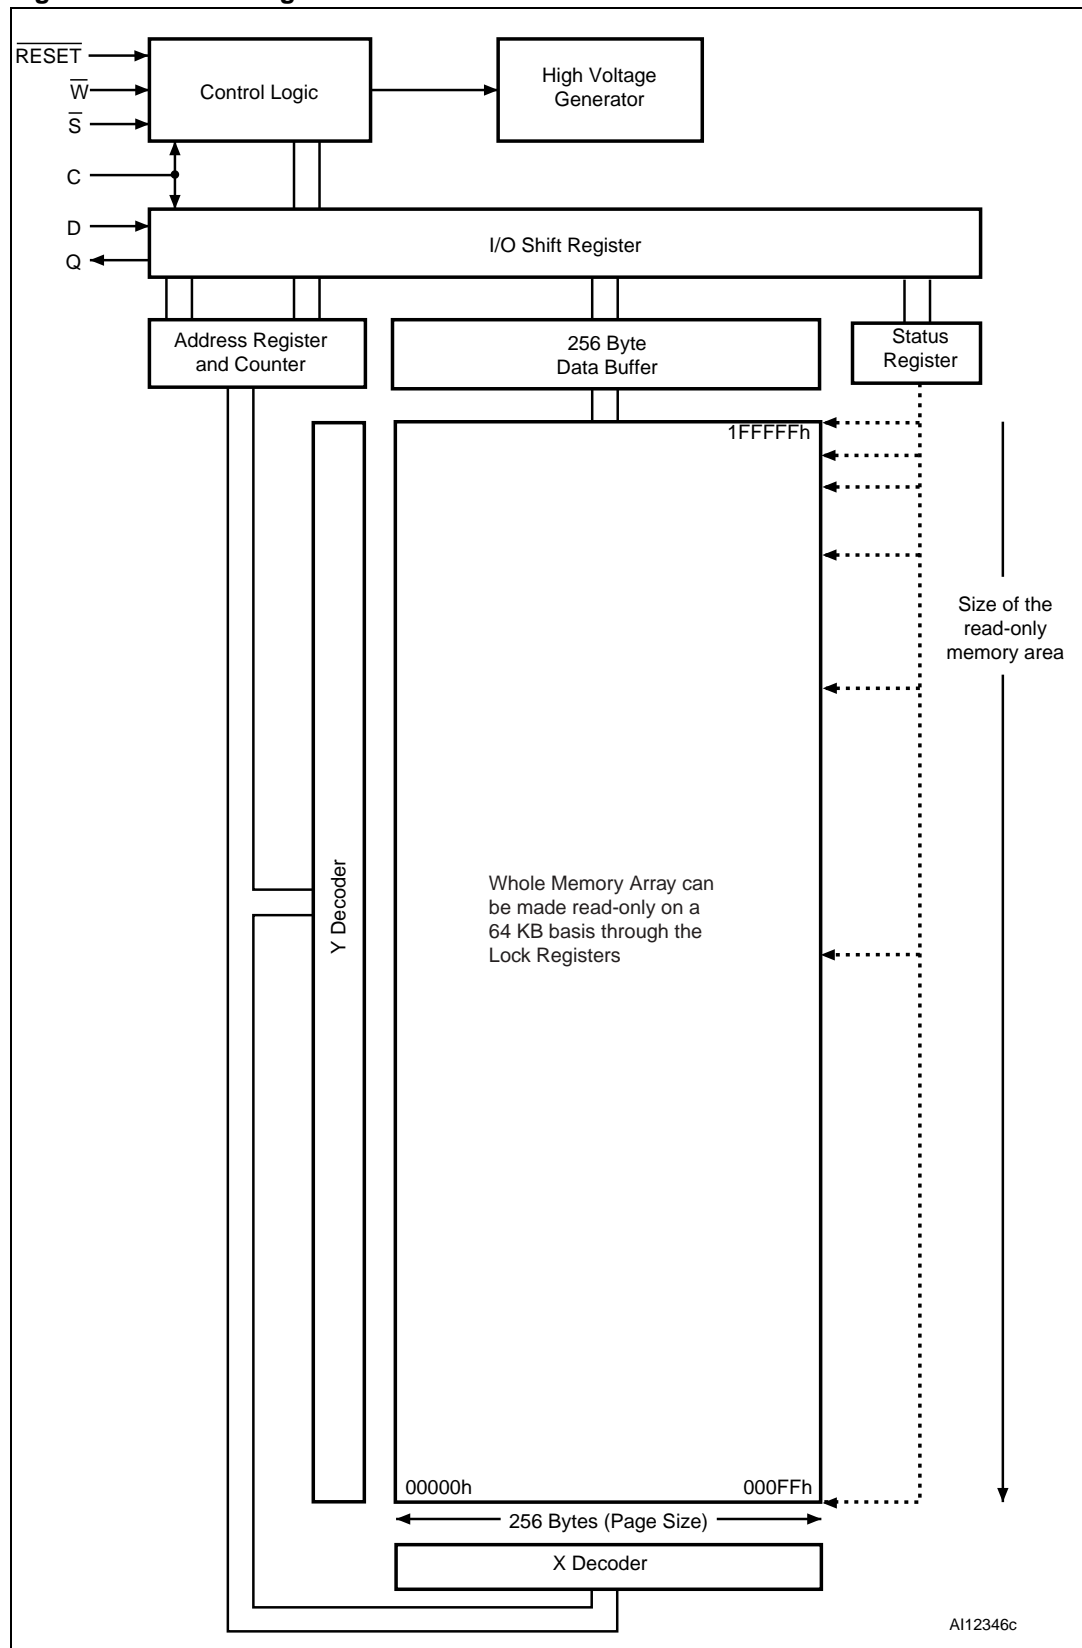 RESET
W
S
C
D
Q
Control Logic
High Voltage
Generator
I/O Shift Register
Address Register
and Counter
256 Byte
Data Buffer
Status
Register
1FFFFFh
Size of the
read-only
memory area
Y Decoder
Whole Memory Array can
be made read-only on a
64 KB basis through the
Lock Registers
00000h
000FFh
256 Bytes (Page Size)
X Decoder
AI12346c